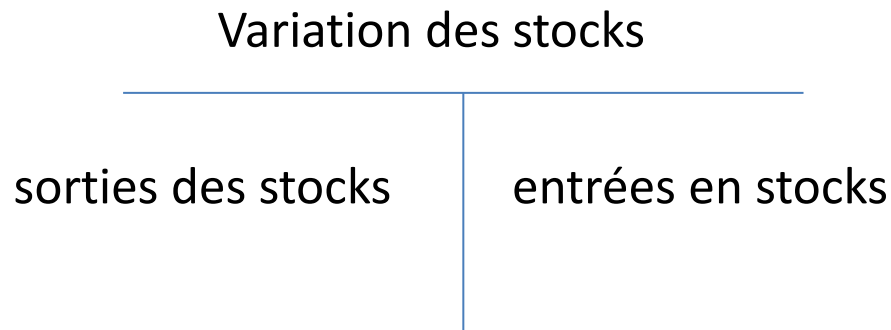 Variation des stocks
sorties des stocks
entrées en stocks